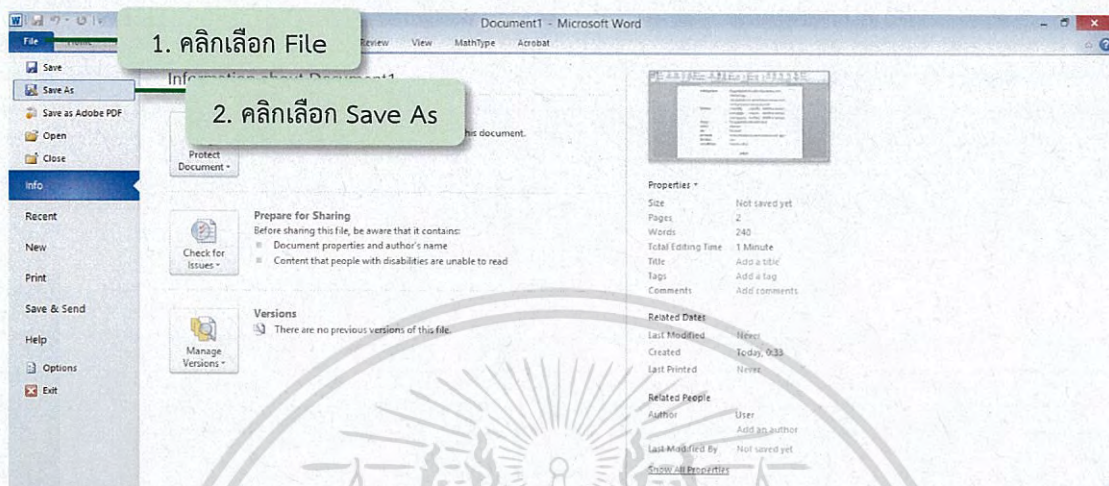 Document1 - Microsoft Word
File
Review View MathType Acrobat
1. คลิกเลือก File
Save
Save As
Save as Adobe PDF
Open
Close
Info
Recent
New
Print
Save & Send
Help
Options
Exit
Information about Document1
2. คลิกเลือก Save As
this document.
Protect
Document
Check for
Issues
Prepare for Sharing
Before sharing this file, be aware that it contains:
Document properties and author's name
Content that people with disabilities are unable to read
Manage
Versions
Versions
There are no previous versions of this file.
Properties
Size Not saved yet
Pages 2
Words 240
Total Editing Time 1 Minute
Title Add a title
Tags Add a tag
Comments Add comments
Related Dates
Last Modified Never
Created Today, 0:33
Last Printed Never
Related People
Author User
Add an author
Last Modified By Not saved yet
Show All Properties